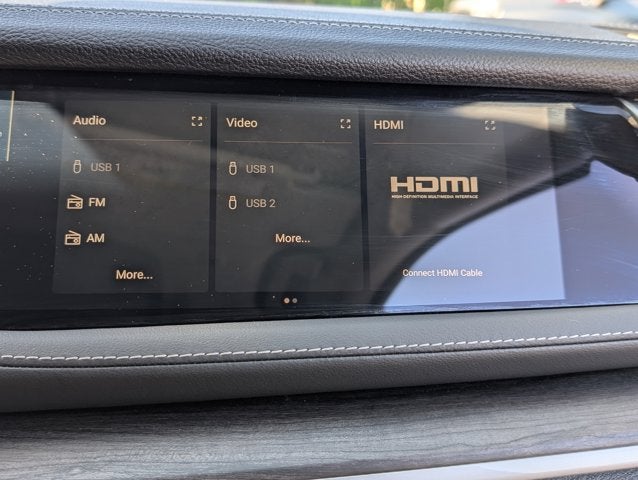 Audio
USB 1
FM
AM
More...
Video
USB 1
USB 2
More...
HDMI
HDMI
HIGH-DEFINITION MULTIMEDIA INTERFACE
Connect HDMI Cable